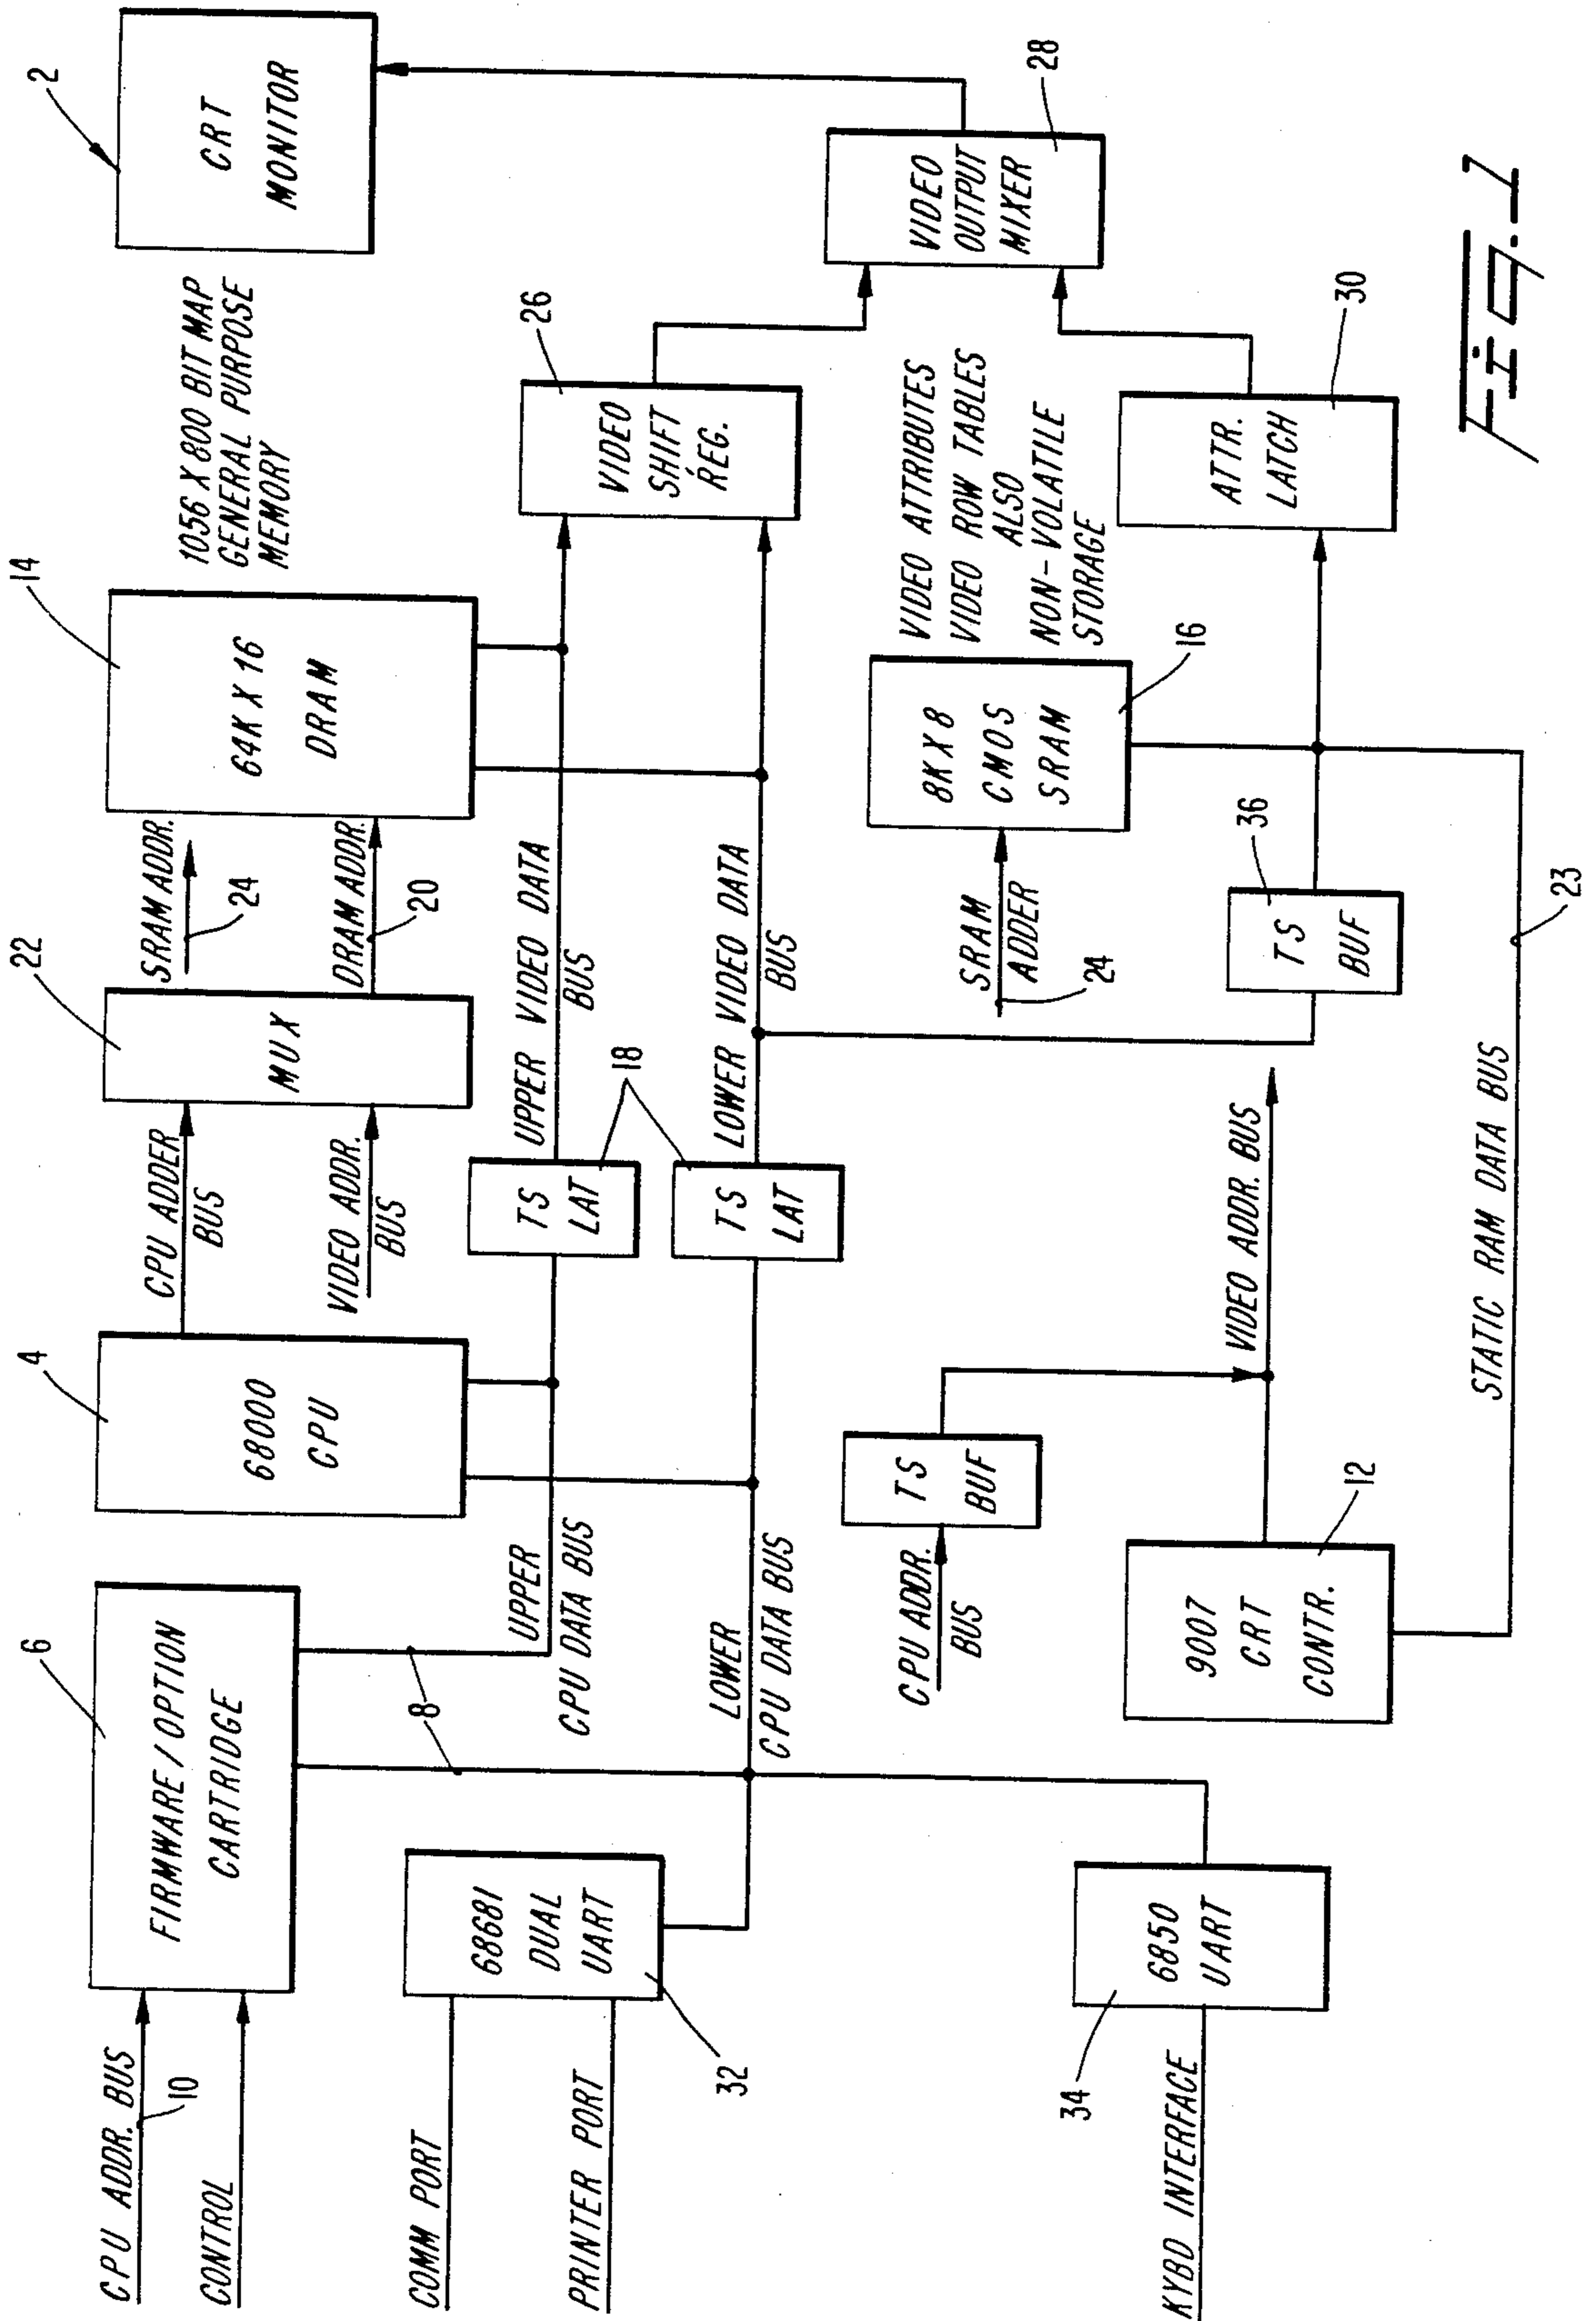 CPU ADDR. BUS
10
CONTROL
6
FIRMWARE/OPTION
CARTRIDGE
8
UPPER
CPU DATA BUS
LOWER
CPU DATA BUS
COMM PORT
PRINTER PORT
68681
DUAL
UART
32
KYBD INTERFACE
34
6850
UART
4
68000
CPU
CPU ADDER
BUS
VIDEO ADDR.
BUS
22
MUX
SRAM ADDR.
24
DRAM ADDR.
20
14
64K X 16
DRAM
1056 X 800 BIT MAP
GENERAL PURPOSE
MEMORY
2
CRT
MONITOR
TS
LAT
18
TS
LAT
UPPER VIDEO DATA
BUS
LOWER VIDEO DATA
BUS
26
VIDEO
SHIFT
REG.
VIDEO
OUTPUT
MIXER
28
CPU ADDR.
BUS
TS
BUF
VIDEO ADDR. BUS
9007
CRT
CONTR.
12
SRAM
ADDER
24
8K X 8
CMOS
SRAM
16
VIDEO ATTRIBUTES
VIDEO ROW TABLES
ALSO
NON-VOLATILE
STORAGE
36
TS
BUF
ATTR.
LATCH
30
STATIC RAM DATA BUS
23
Fig. 1